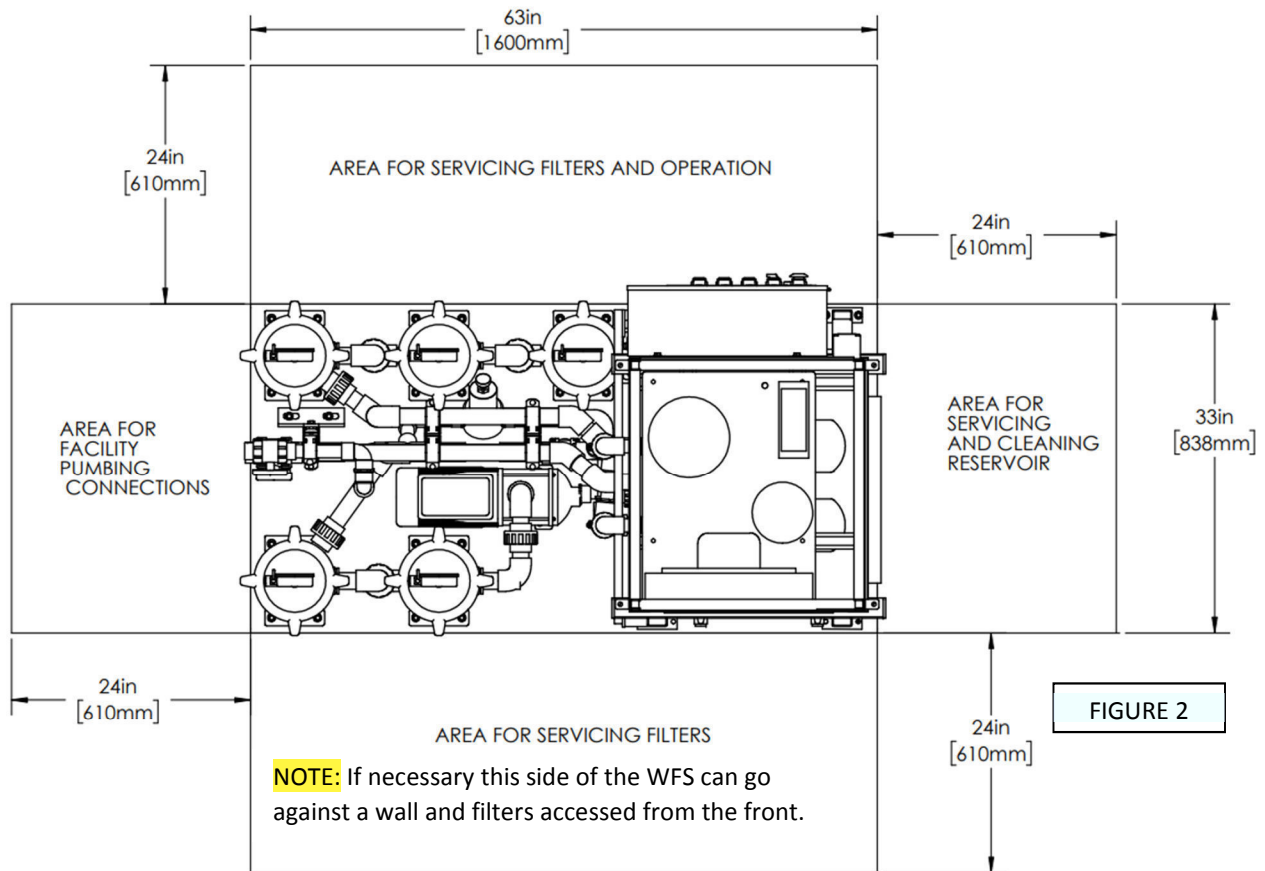 63in
[1600mm]
24in
[610mm]
AREA FOR SERVICING FILTERS AND OPERATION
24in
[610mm]
AREA FOR
FACILITY
PUMBING
CONNECTIONS
AREA FOR
SERVICING
AND CLEANING
RESERVOIR
33in
[838mm]
24in
[610mm]
AREA FOR SERVICING FILTERS
24in
[610mm]
FIGURE 2
NOTE: If necessary this side of the WFS can go
against a wall and filters accessed from the front.